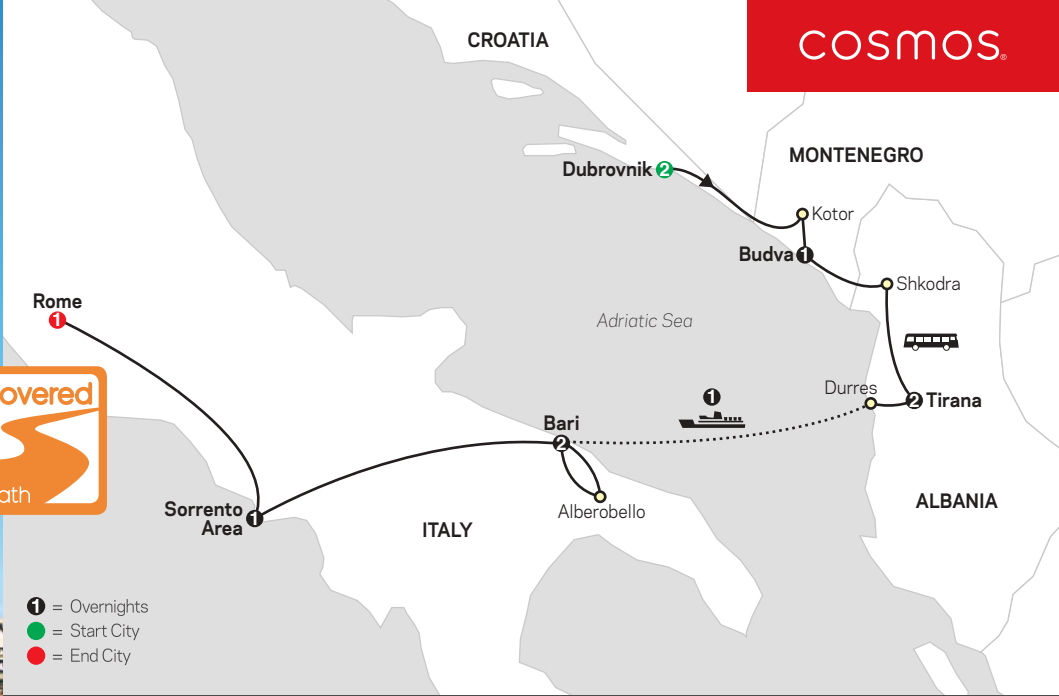 CROATIA
COSMOS®
MONTENEGRO
Dubrovnik 2
Kotor
Budva 1
Shkodra
Rome
1
Adriatic Sea
Durres
2 Tirana
1
Bari
2
overed
ath
Sorrento
Area 1
Alberobello
ITALY
ALBANIA
1 = Overnights
= Start City
= End City